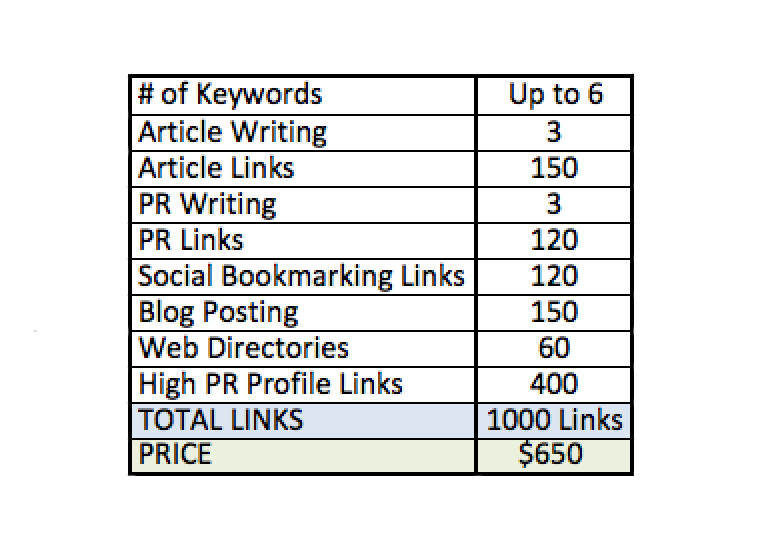 # of Keywords Up to 6
Article Writing 3
Article Links 150
PR Writing 3
PR Links 120
Social Bookmarking Links 120
Blog Posting 150
Web Directories 60
High PR Profile Links 400
TOTAL LINKS 1000 Links
PRICE $650